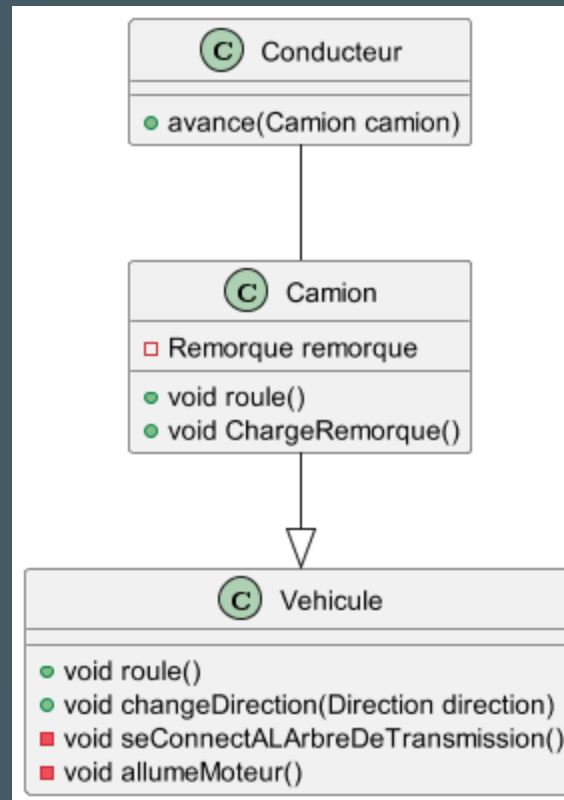 C Conducteur
avance(Camion camion)
C Camion
Remorque remorque
void roule()
void ChargeRemorque()
C Vehicule
void roule()
void changeDirection(Direction direction)
void seConnectALArbreDeTransmission()
void allumeMoteur()